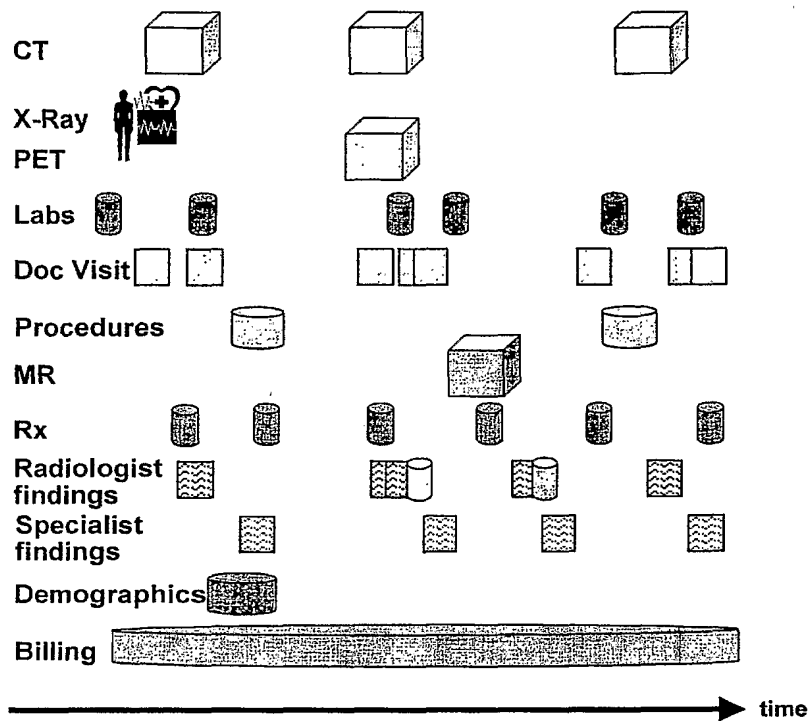 CT
X-Ray
PET
Labs
Doc Visit
Procedures
MR
Rx
Radiologist
findings
Specialist
findings
Demographics
Billing
time